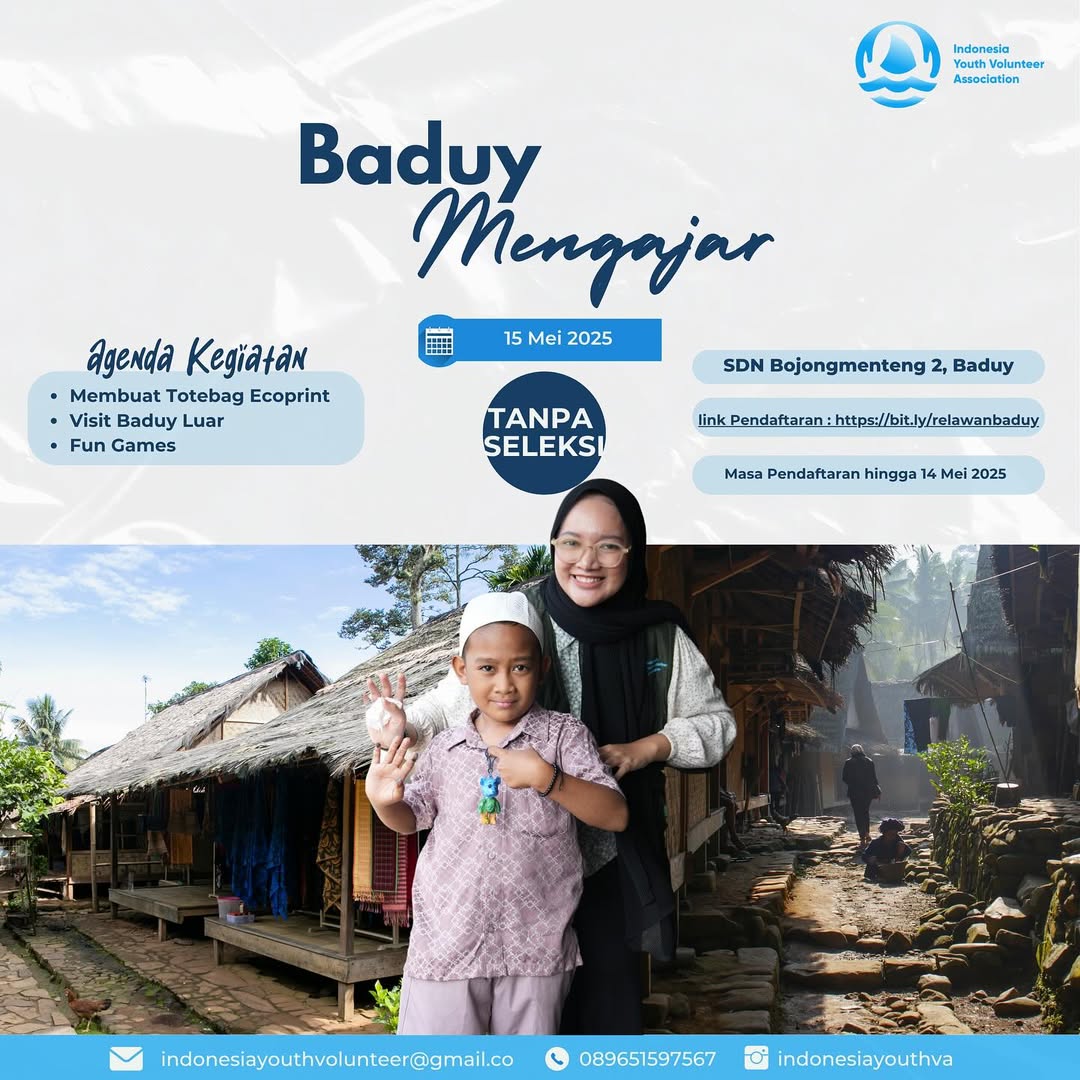 Indonesia
Youth Volunteer
Association
Baduy
Mengajar
15 Mei 2025
Agenda Kegiatan
Membuat Totebag Ecoprint
Visit Baduy Luar
Fun Games
TANPA
SELEKSI
SDN Bojongmenteng 2, Baduy
link Pendaftaran : https://bit.ly/relawanbaduy
Masa Pendaftaran hingga 14 Mei 2025
indonesiayouthvolunteer@gmail.co
089651597567
indonesiayouthva